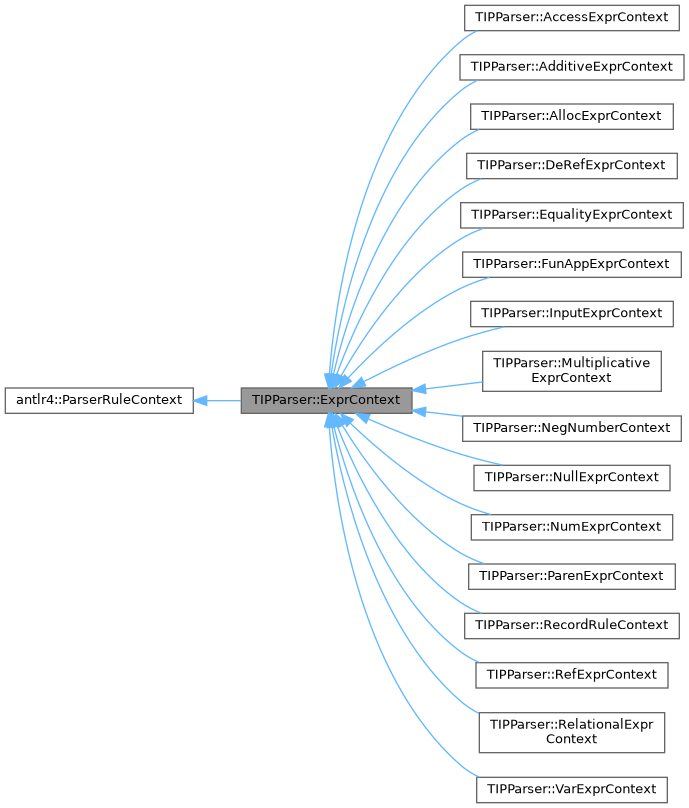 TIPParser::AccessExprContext
TIPParser::AdditiveExprContext
TIPParser::AllocExprContext
TIPParser::DeRefExprContext
TIPParser::EqualityExprContext
TIPParser::FunAppExprContext
TIPParser::InputExprContext
TIPParser::Multiplicative
ExprContext
antlr4::ParserRuleContext
TIPParser::ExprContext
TIPParser::NegNumberContext
TIPParser::NullExprContext
TIPParser::NumExprContext
TIPParser::ParenExprContext
TIPParser::RecordRuleContext
TIPParser::RefExprContext
TIPParser::RelationalExpr
Context
TIPParser::VarExprContext